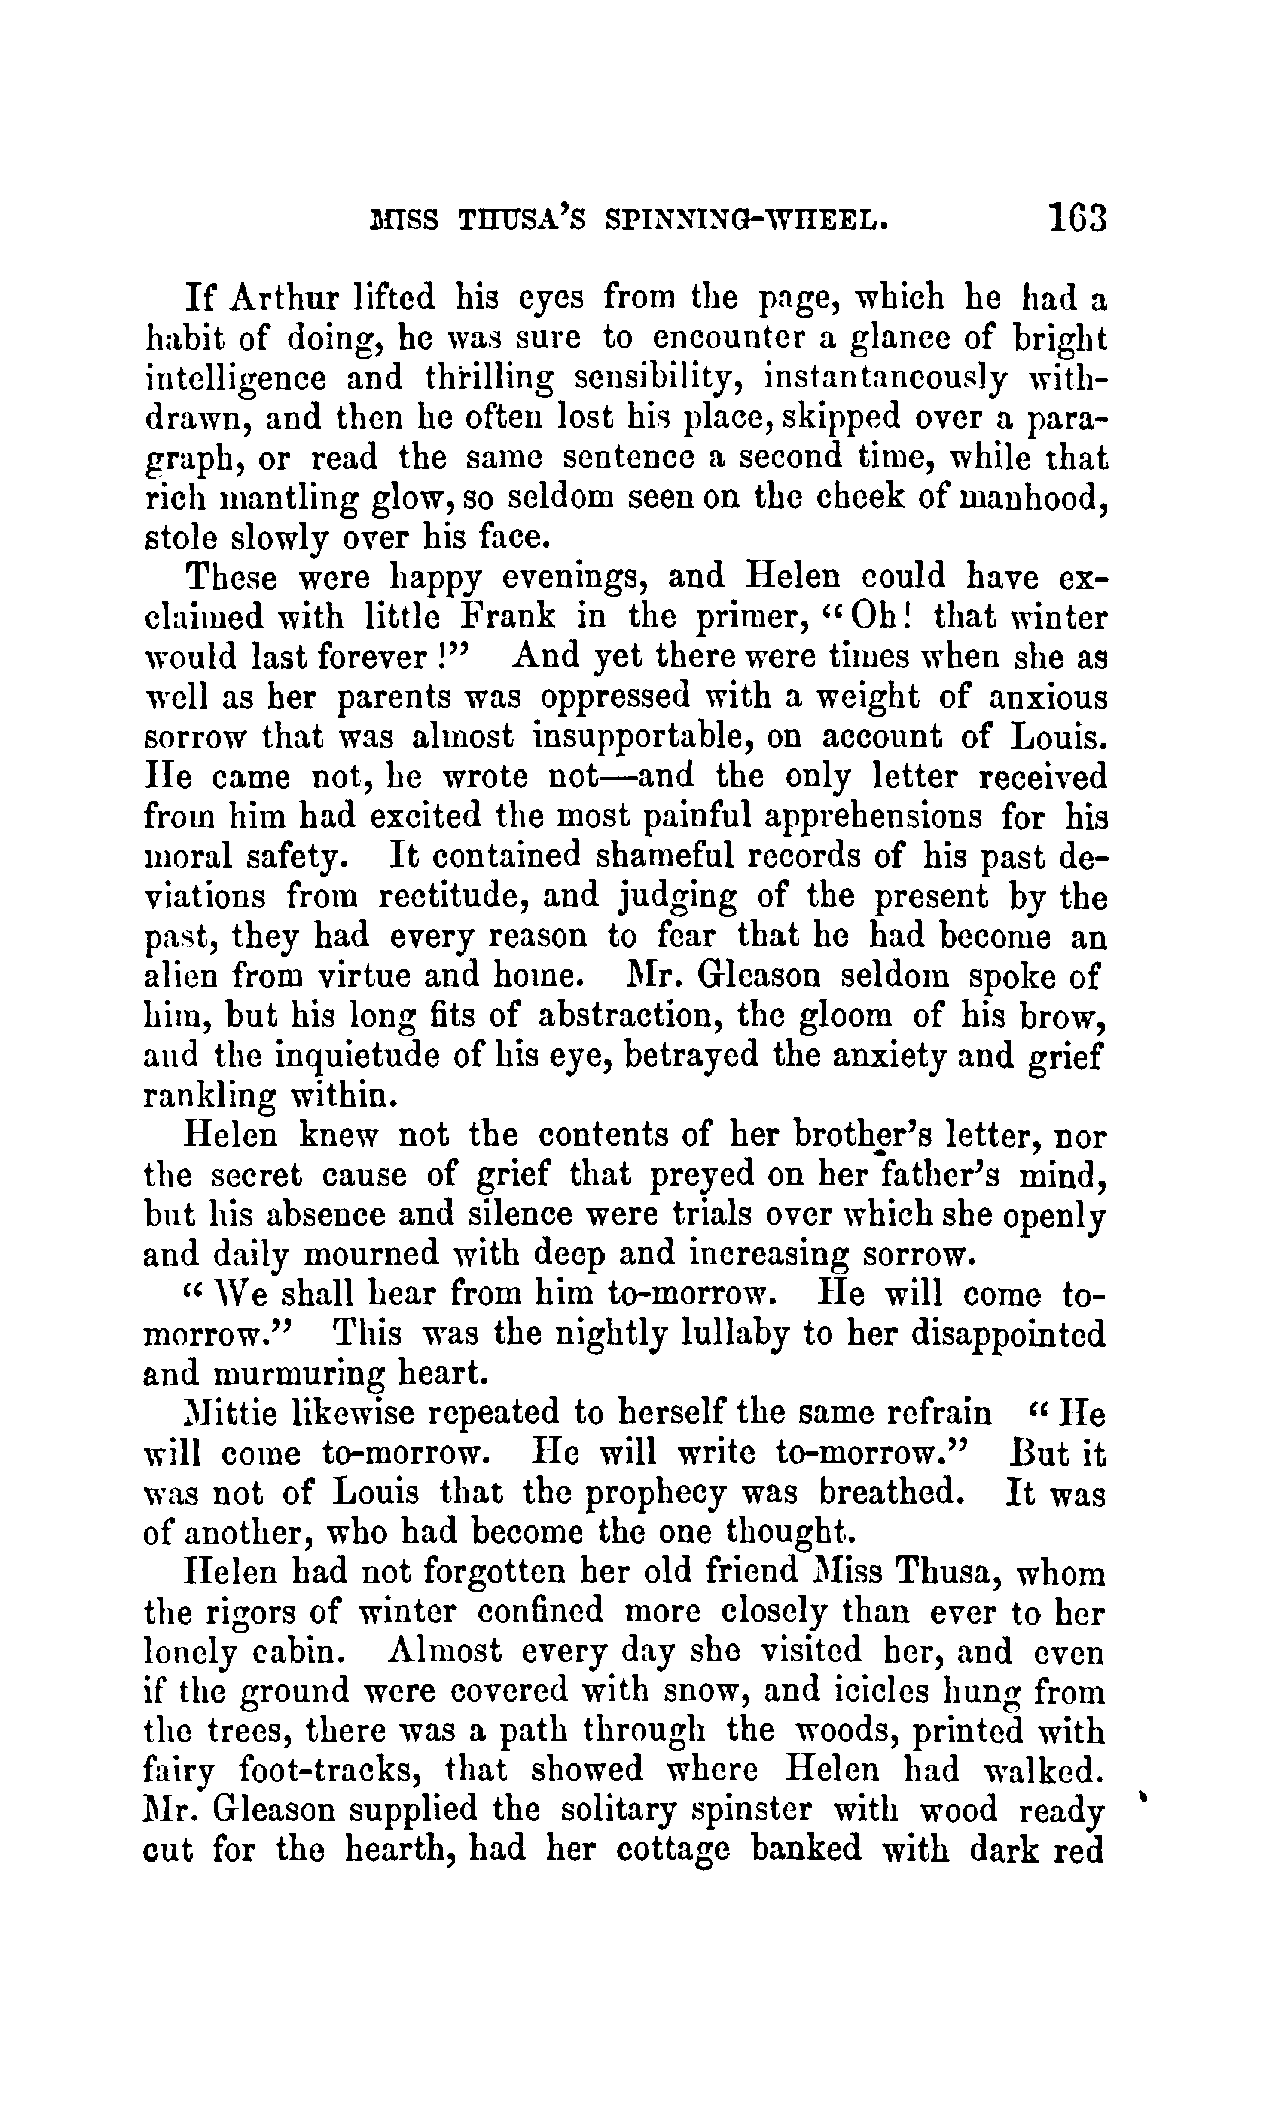 MISS THUSA'S SPINNING-WHEEL. 163
If Arthur lifted his eyes from the page, which he had a
habit of doing, he was sure to encounter a glance of bright
intelligence and thrilling sensibility, instantaneously with-
drawn, and then he often lost his place, skipped over a para-
graph, or read the same sentence a second time, while that
rich mantling glow, so seldom seen on the cheek of manhood,
stole slowly over his face.
These were happy evenings, and Helen could have ex-
claimed with little Frank in the primer, "Oh! that winter
would last forever!" And yet there were times when she as
well as her parents was oppressed with a weight of anxious
sorrow that was almost insupportable, on account of Louis.
He came not, he wrote not—and the only letter received
from him had excited the most painful apprehensions for his
moral safety. It contained shameful records of his past de-
viations from rectitude, and judging of the present by the
past, they had every reason to fear that he had become an
alien from virtue and home. Mr. Gleason seldom spoke of
him, but his long fits of abstraction, the gloom of his brow,
and the inquietude of his eye, betrayed the anxiety and grief
rankling within.
Helen knew not the contents of her brother's letter, nor
the secret cause of grief that preyed on her father's mind,
but his absence and silence were trials over which she openly
and daily mourned with deep and increasing sorrow.
"We shall hear from him to-morrow. He will come to-
morrow." This was the nightly lullaby to her disappointed
and murmuring heart.
Mittie likewise repeated to herself the same refrain "He
will come to-morrow. He will write to-morrow." But it
was not of Louis that the prophecy was breathed. It was
of another, who had become the one thought.
Helen had not forgotten her old friend Miss Thusa, whom
the rigors of winter confined more closely than ever to her
lonely cabin. Almost every day she visited her, and even
if the ground were covered with snow, and icicles hung from
the trees, there was a path through the woods, printed with
fairy foot-tracks, that showed where Helen had walked.
Mr. Gleason supplied the solitary spinster with wood ready
cut for the hearth, had her cottage banked with dark red